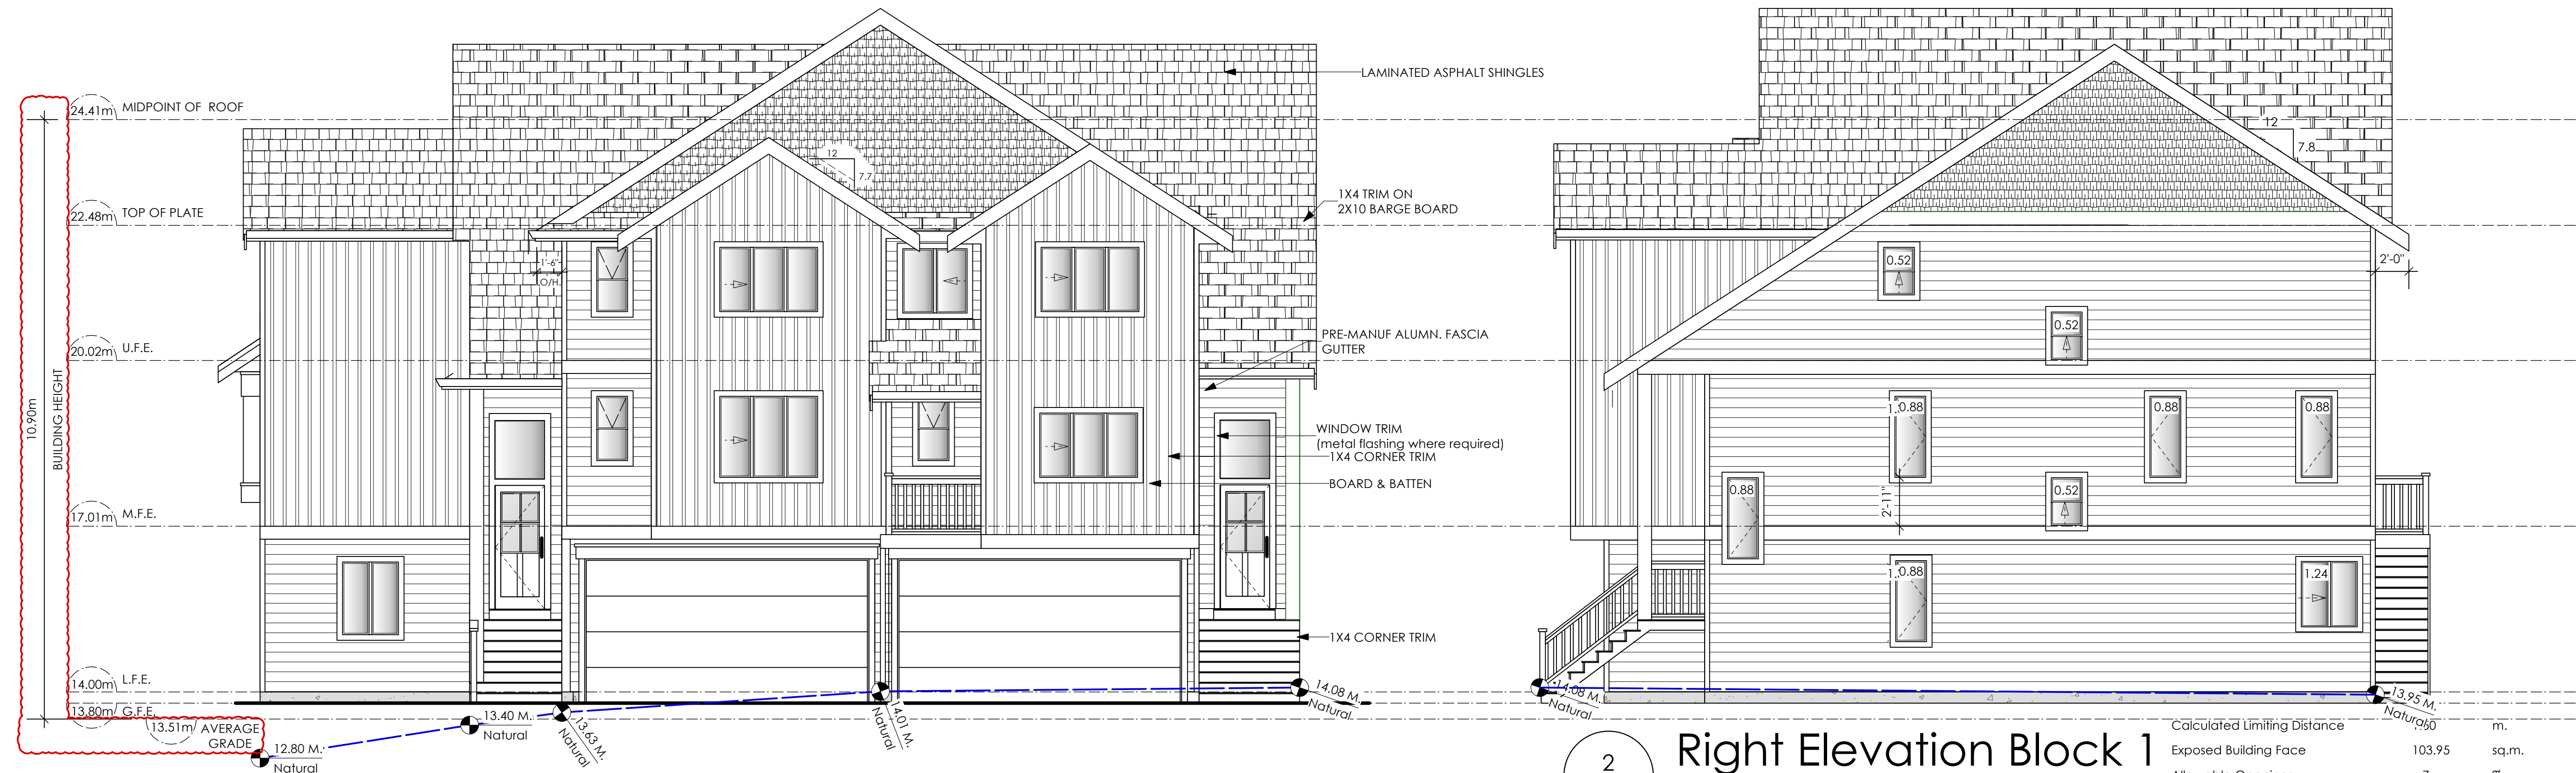 24.41m
MIDPOINT OF ROOF
22.48m
TOP OF PLATE
20.02m
U.F.E.
10.90m
BUILDING HEIGHT
17.01m
M.F.E.
14.00m
L.F.E.
13.80m
G.F.E.
13.51m
AVERAGE
GRADE
12.80 M.
Natural
13.40 M.
Natural
13.63 M.
Natural
14.01 M.
Natural
14.08 M.
Natural
1'-6"
O/H
12
7.7
LAMINATED ASPHALT SHINGLES
1X4 TRIM ON
2X10 BARGE BOARD
PRE-MANUF ALUMN. FASCIA
GUTTER
WINDOW TRIM
(metal flashing where required)
1X4 CORNER TRIM
BOARD & BATTEN
1X4 CORNER TRIM
12
7.8
2'-0"
0.52
0.52
0.88
0.88
0.88
0.88
0.52
2'-11"
0.88
1.24
14.08 M.
Natural
13.95 M.
Natural
2
Right Elevation Block 1
Calculated Limiting Distance
m.
Exposed Building Face 103.95 sq.m.